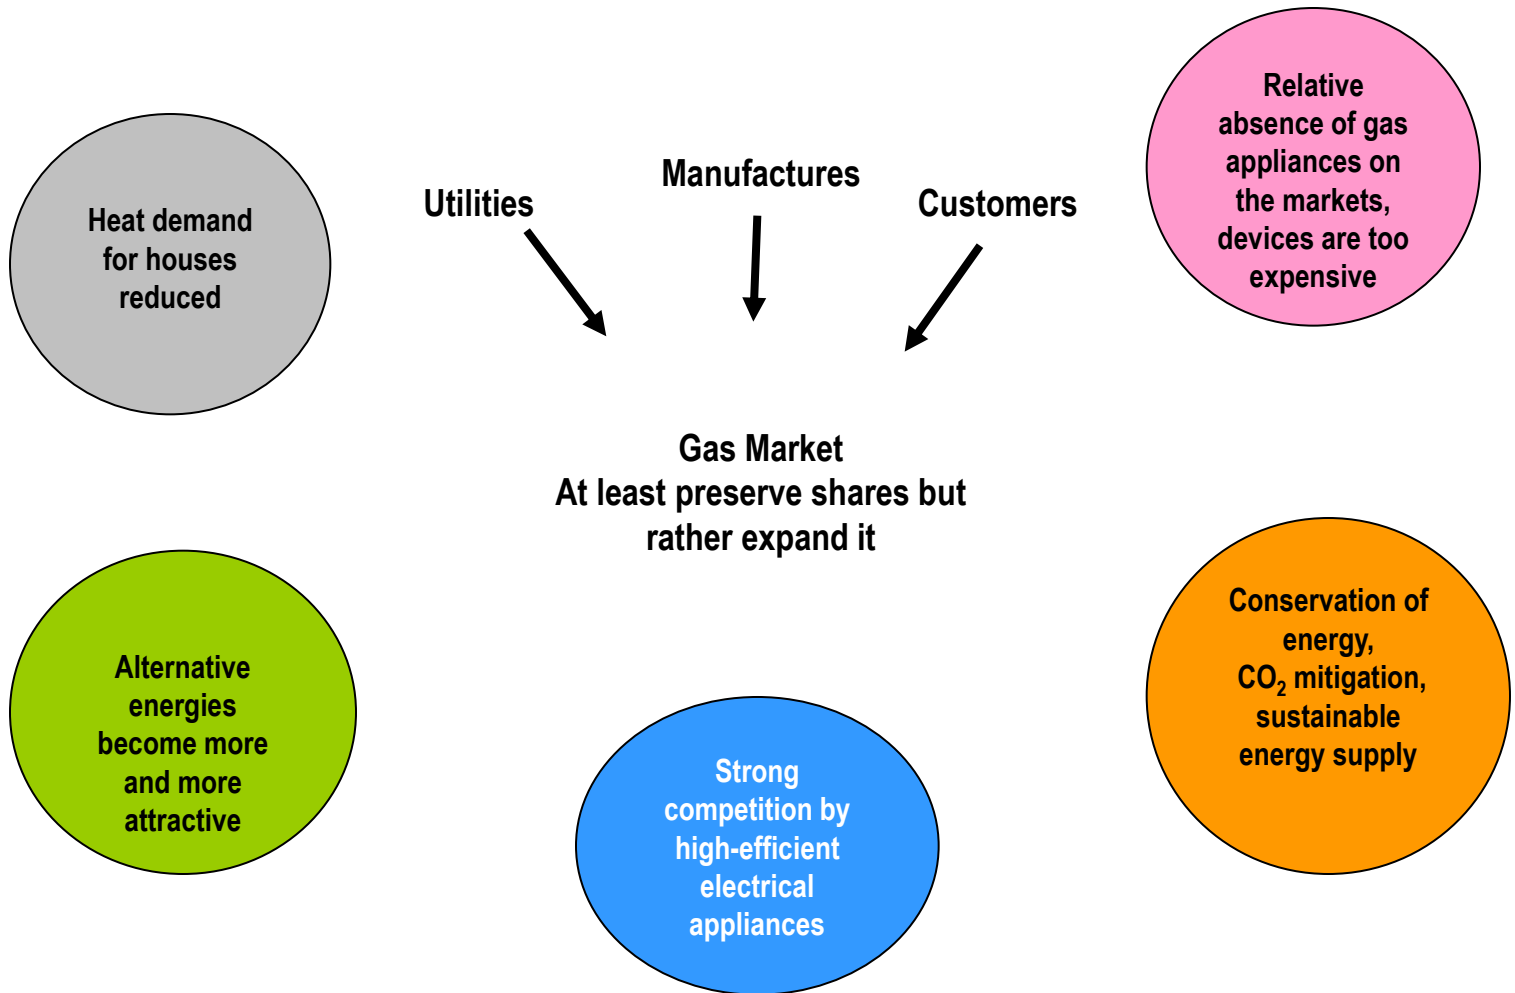 Heat demand
for houses
reduced
Utilities
Manufactures
Customers
Relative
absence of gas
appliances on
the markets,
devices are too
expensive
Gas Market
At least preserve shares but
rather expand it
Alternative
energies
become more
and more
attractive
Strong
competition by
high-efficient
electrical
appliances
Conservation of
energy,
CO₂ mitigation,
sustainable
energy supply